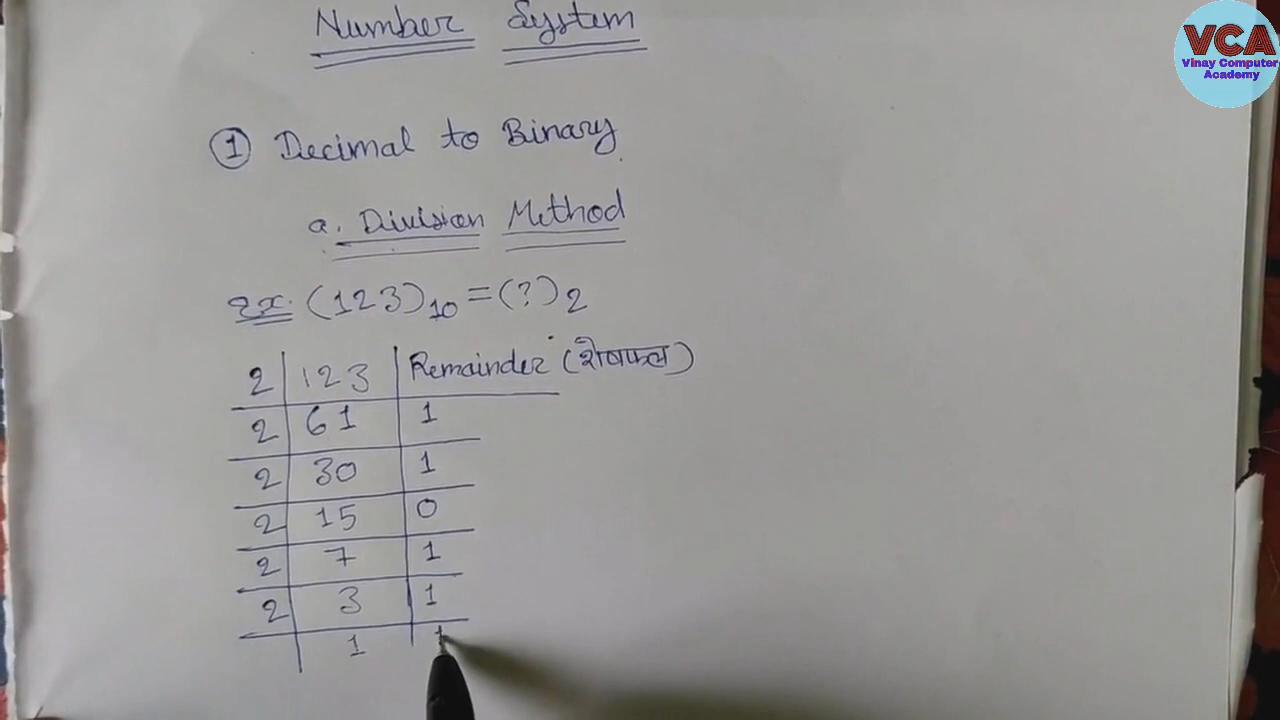 Number System
VCA
Vinay Computer
Academy
① Decimal to Binary
a. Division Method
Ex: (123)10 = (?)2
2 | 123 | Remainder (शेषफल)
2 | 61 | 1
2 | 30 | 1
2 | 15 | 0
2 | 7 | 1
2 | 3 | 1
1 | 1